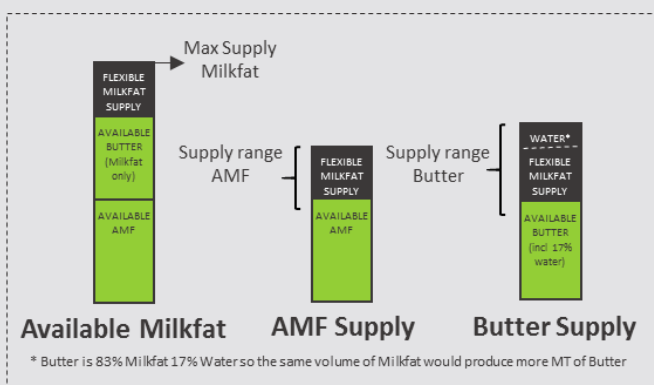 Max Supply
Milkfat
FLEXIBLE
MILKFAT
SUPPLY
AVAILABLE
BUTTER
(Milkfat
only)
AVAILABLE
AMF
Supply range
AMF
FLEXIBLE
MILKFAT
SUPPLY
AVAILABLE
AMF
Supply range
Butter
WATER*
FLEXIBLE
MILKFAT
SUPPLY
AVAILABLE
BUTTER
(incl 17%
water)
Available Milkfat
AMF Supply
Butter Supply
* Butter is 83% Milkfat 17% Water so the same volume of Milkfat would produce more MT of Butter